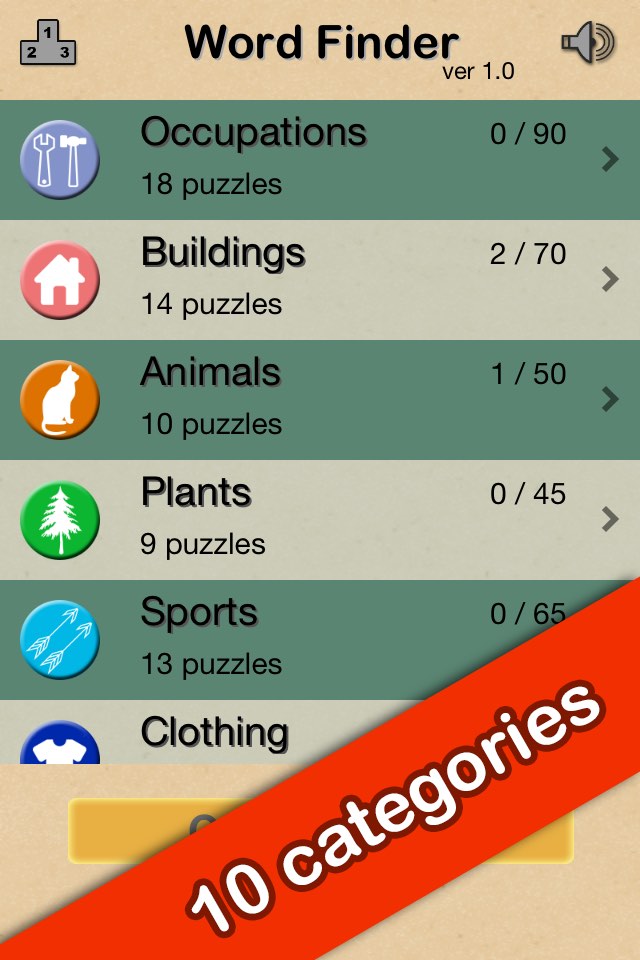 1
2 3
Word Finder
ver 1.0
Occupations 0 / 90
18 puzzles
Buildings 2 / 70
14 puzzles
Animals 1 / 50
10 puzzles
Plants 0 / 45
9 puzzles
Sports 0 / 65
13 puzzles
Clothing
10 categories